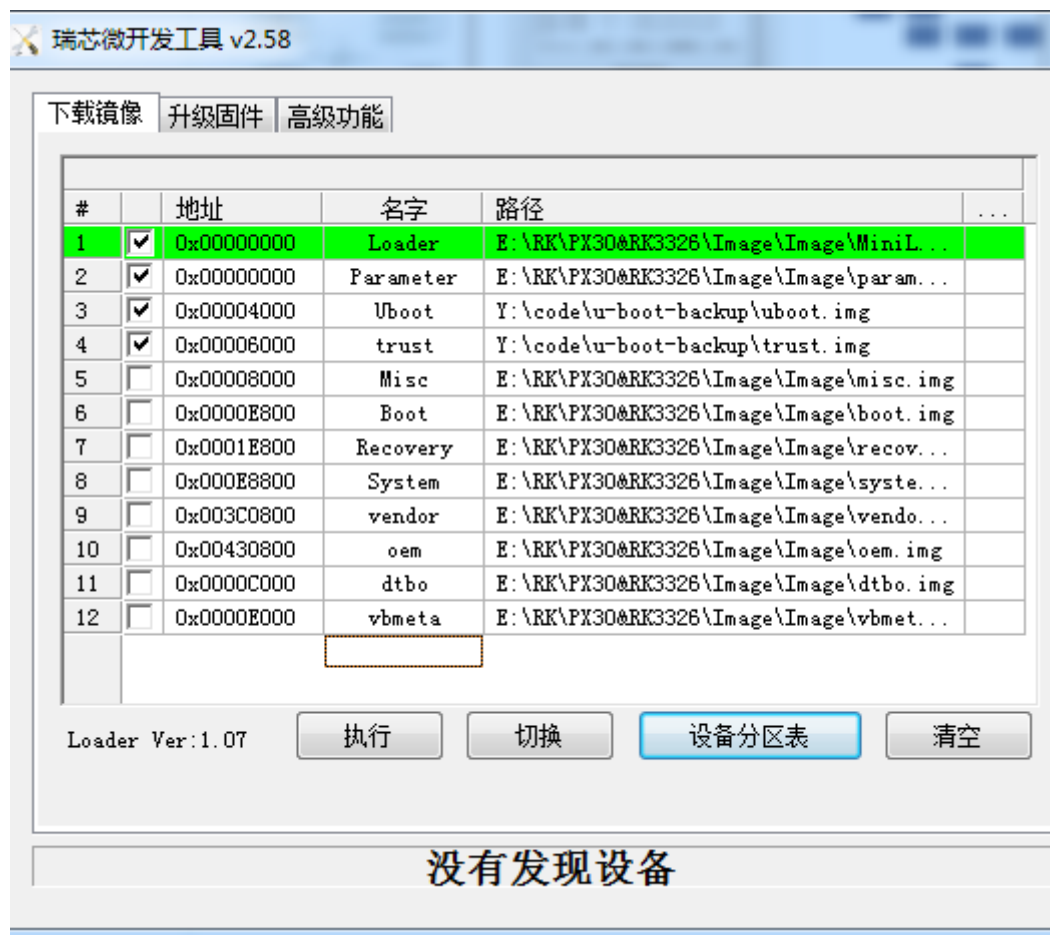 瑞芯微开发工具 v2.58
下载镜像 升级固件 高级功能
# 地址 名字 路径 ...
1 0x00000000 Loader E:\RK\PX30&RK3326\Image\Image\MiniL...
2 0x00000000 Parameter E:\RK\PX30&RK3326\Image\Image\param...
3 0x00004000 Uboot Y:\code\u-boot-backup\uboot.img
4 0x00006000 trust Y:\code\u-boot-backup\trust.img
5 0x00008000 Misc E:\RK\PX30&RK3326\Image\Image\misc.img
6 0x0000E800 Boot E:\RK\PX30&RK3326\Image\Image\boot.img
7 0x0001E800 Recovery E:\RK\PX30&RK3326\Image\Image\recov...
8 0x000E8800 System E:\RK\PX30&RK3326\Image\Image\syste...
9 0x003C0800 vendor E:\RK\PX30&RK3326\Image\Image\vendo...
10 0x00430800 oem E:\RK\PX30&RK3326\Image\Image\oem.img
11 0x0000C000 dtbo E:\RK\PX30&RK3326\Image\Image\dtbo.img
12 0x0000E000 vbmeta E:\RK\PX30&RK3326\Image\Image\vbmet...
Loader Ver:1.07 执行 切换 设备分区表 清空
没有发现设备